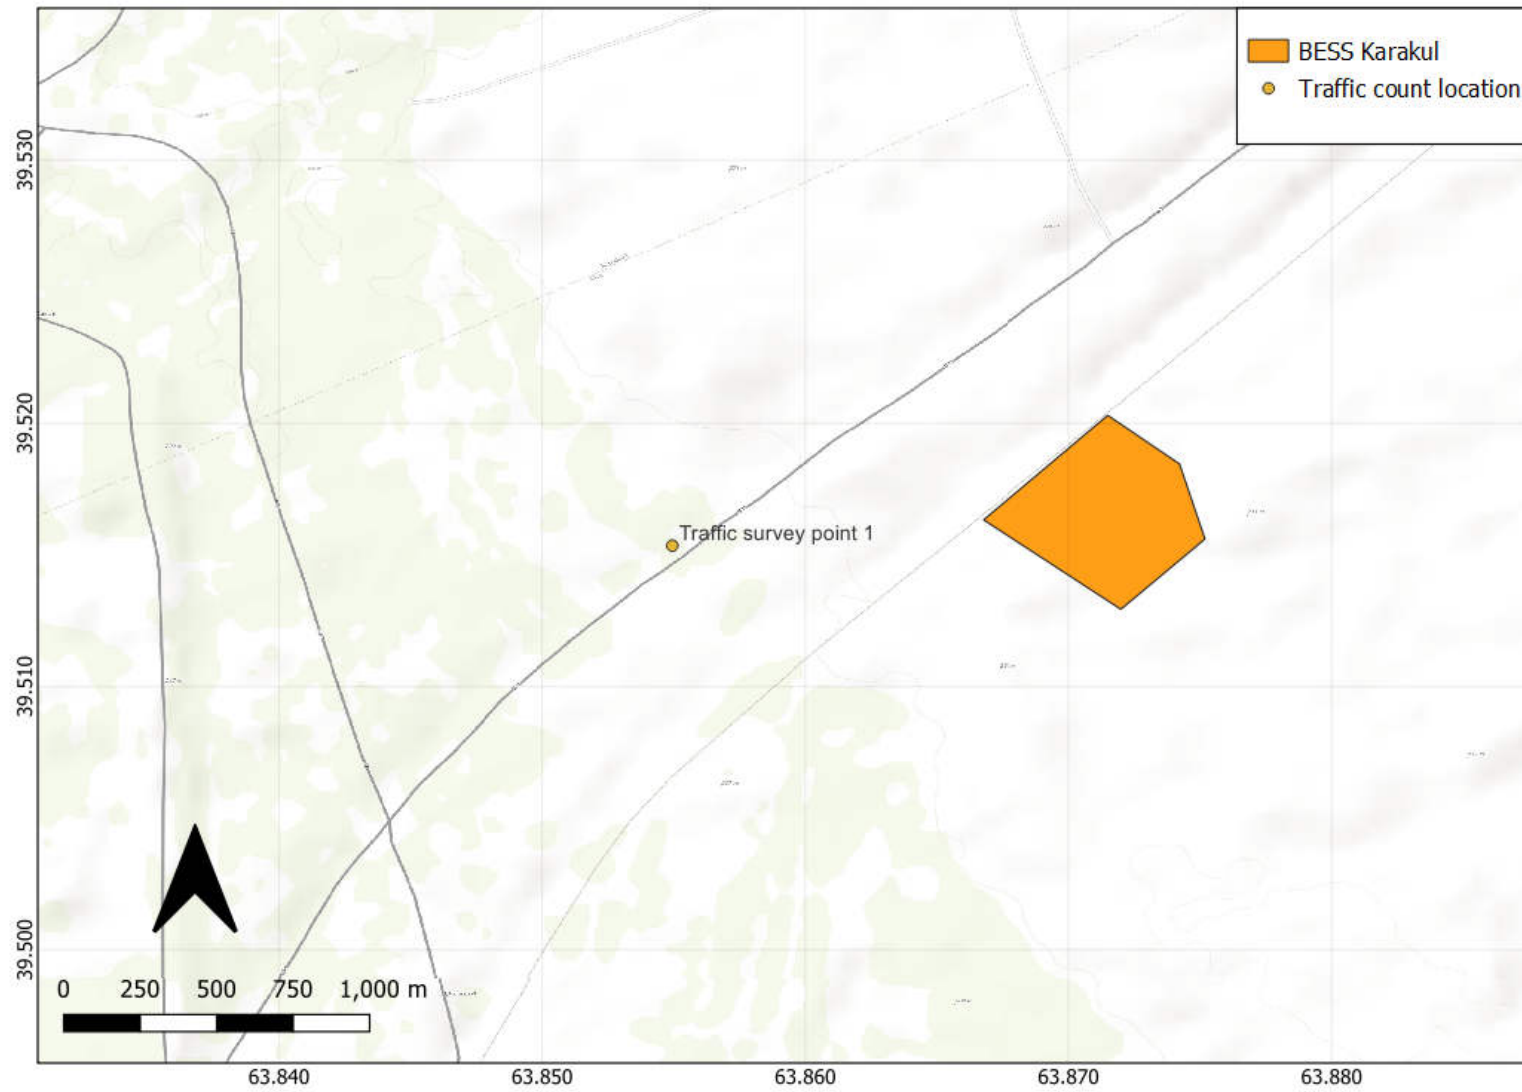 BESS Karakul
Traffic count location
39.530
39.520
Traffic survey point 1
39.510
39.500
0 250 500 750 1,000 m
63.840 63.850 63.860 63.870 63.880